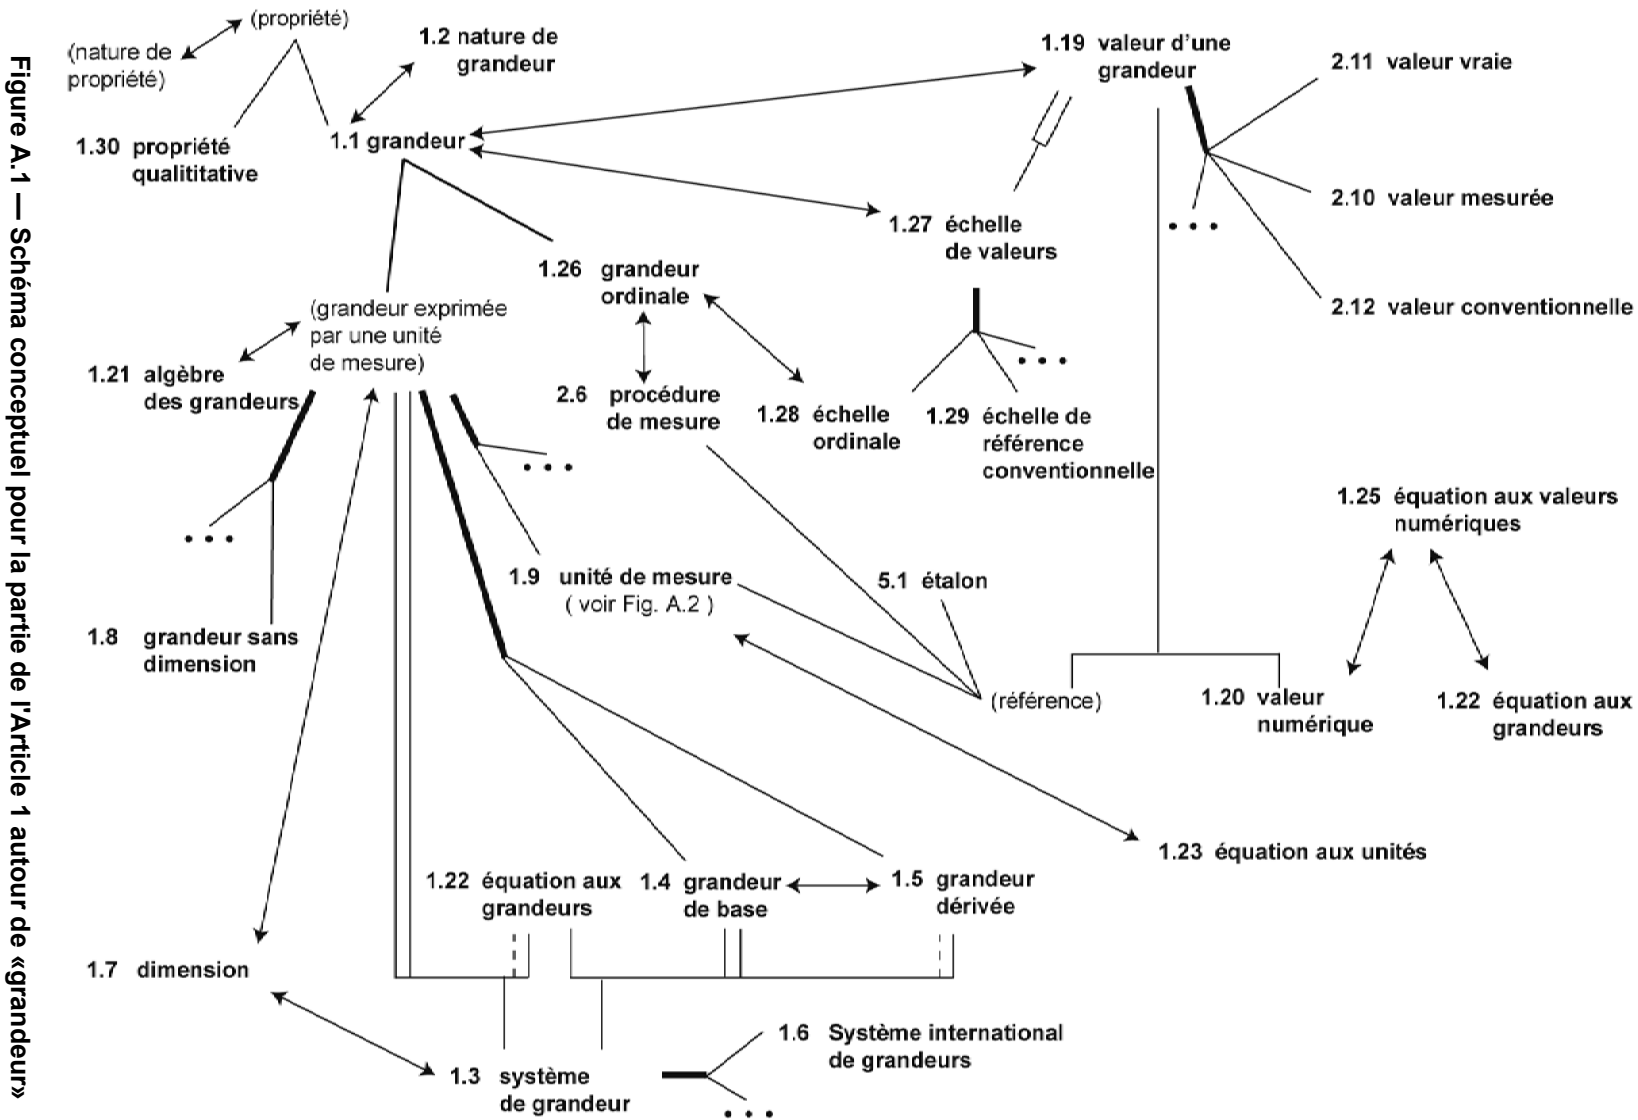 Figure A.1 — Schéma conceptuel pour la partie de l'Article 1 autour de «grandeur»
(propriété)
(nature de
propriété)
1.2 nature de
grandeur
1.30 propriété
qualititative
1.1 grandeur
1.19 valeur d'une
grandeur
2.11 valeur vraie
2.10 valeur mesurée
• • •
2.12 valeur conventionnelle
1.27 échelle
de valeurs
• • •
1.26 grandeur
ordinale
(grandeur exprimée
par une unité
de mesure)
1.21 algèbre
des grandeurs
2.6 procédure
de mesure
1.28 échelle
ordinale
1.29 échelle de
référence
conventionnelle
• • •
• • •
1.25 équation aux valeurs
numériques
1.9 unité de mesure
( voir Fig. A.2 )
5.1 étalon
1.8 grandeur sans
dimension
(référence)
1.20 valeur
numérique
1.22 équation aux
grandeurs
1.23 équation aux unités
1.22 équation aux
grandeurs
1.4 grandeur
de base
1.5 grandeur
dérivée
1.7 dimension
1.3 système
de grandeur
1.6 Système international
de grandeurs
• • •